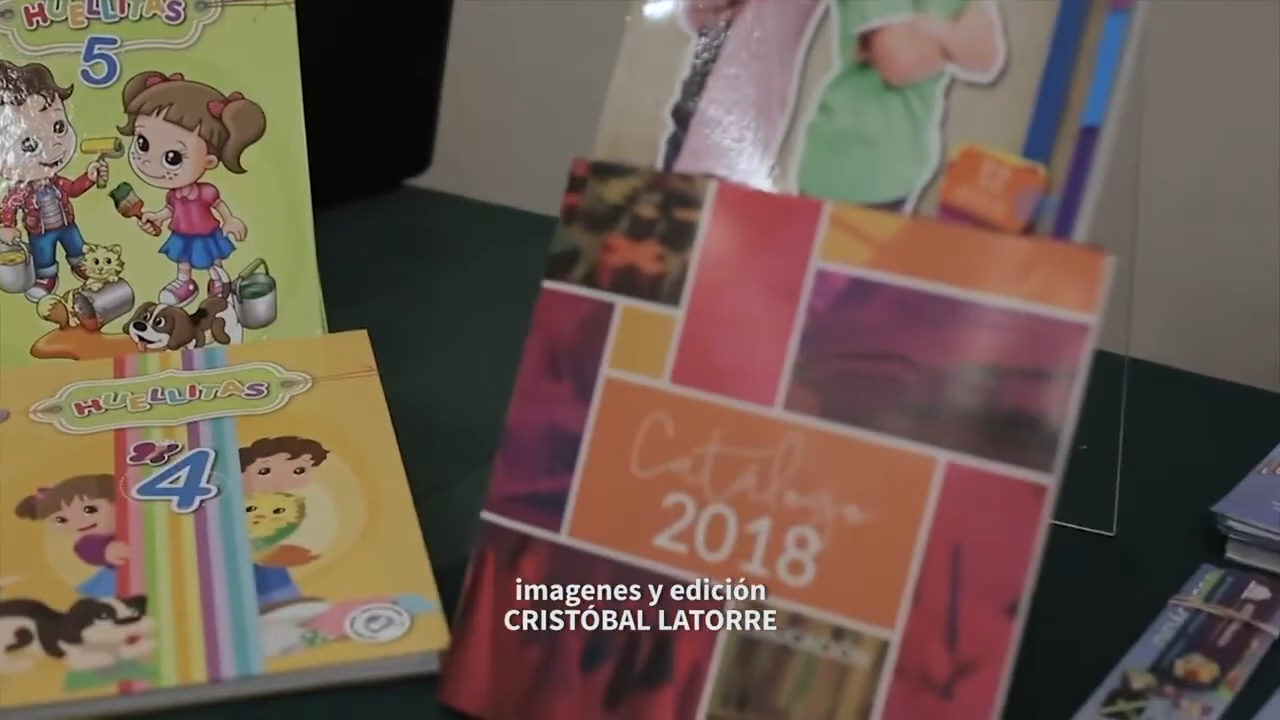 HUELLITAS
5
HUELLITAS
4
Catálogo
2018
imagenes y edición
CRISTÓBAL LATORRE